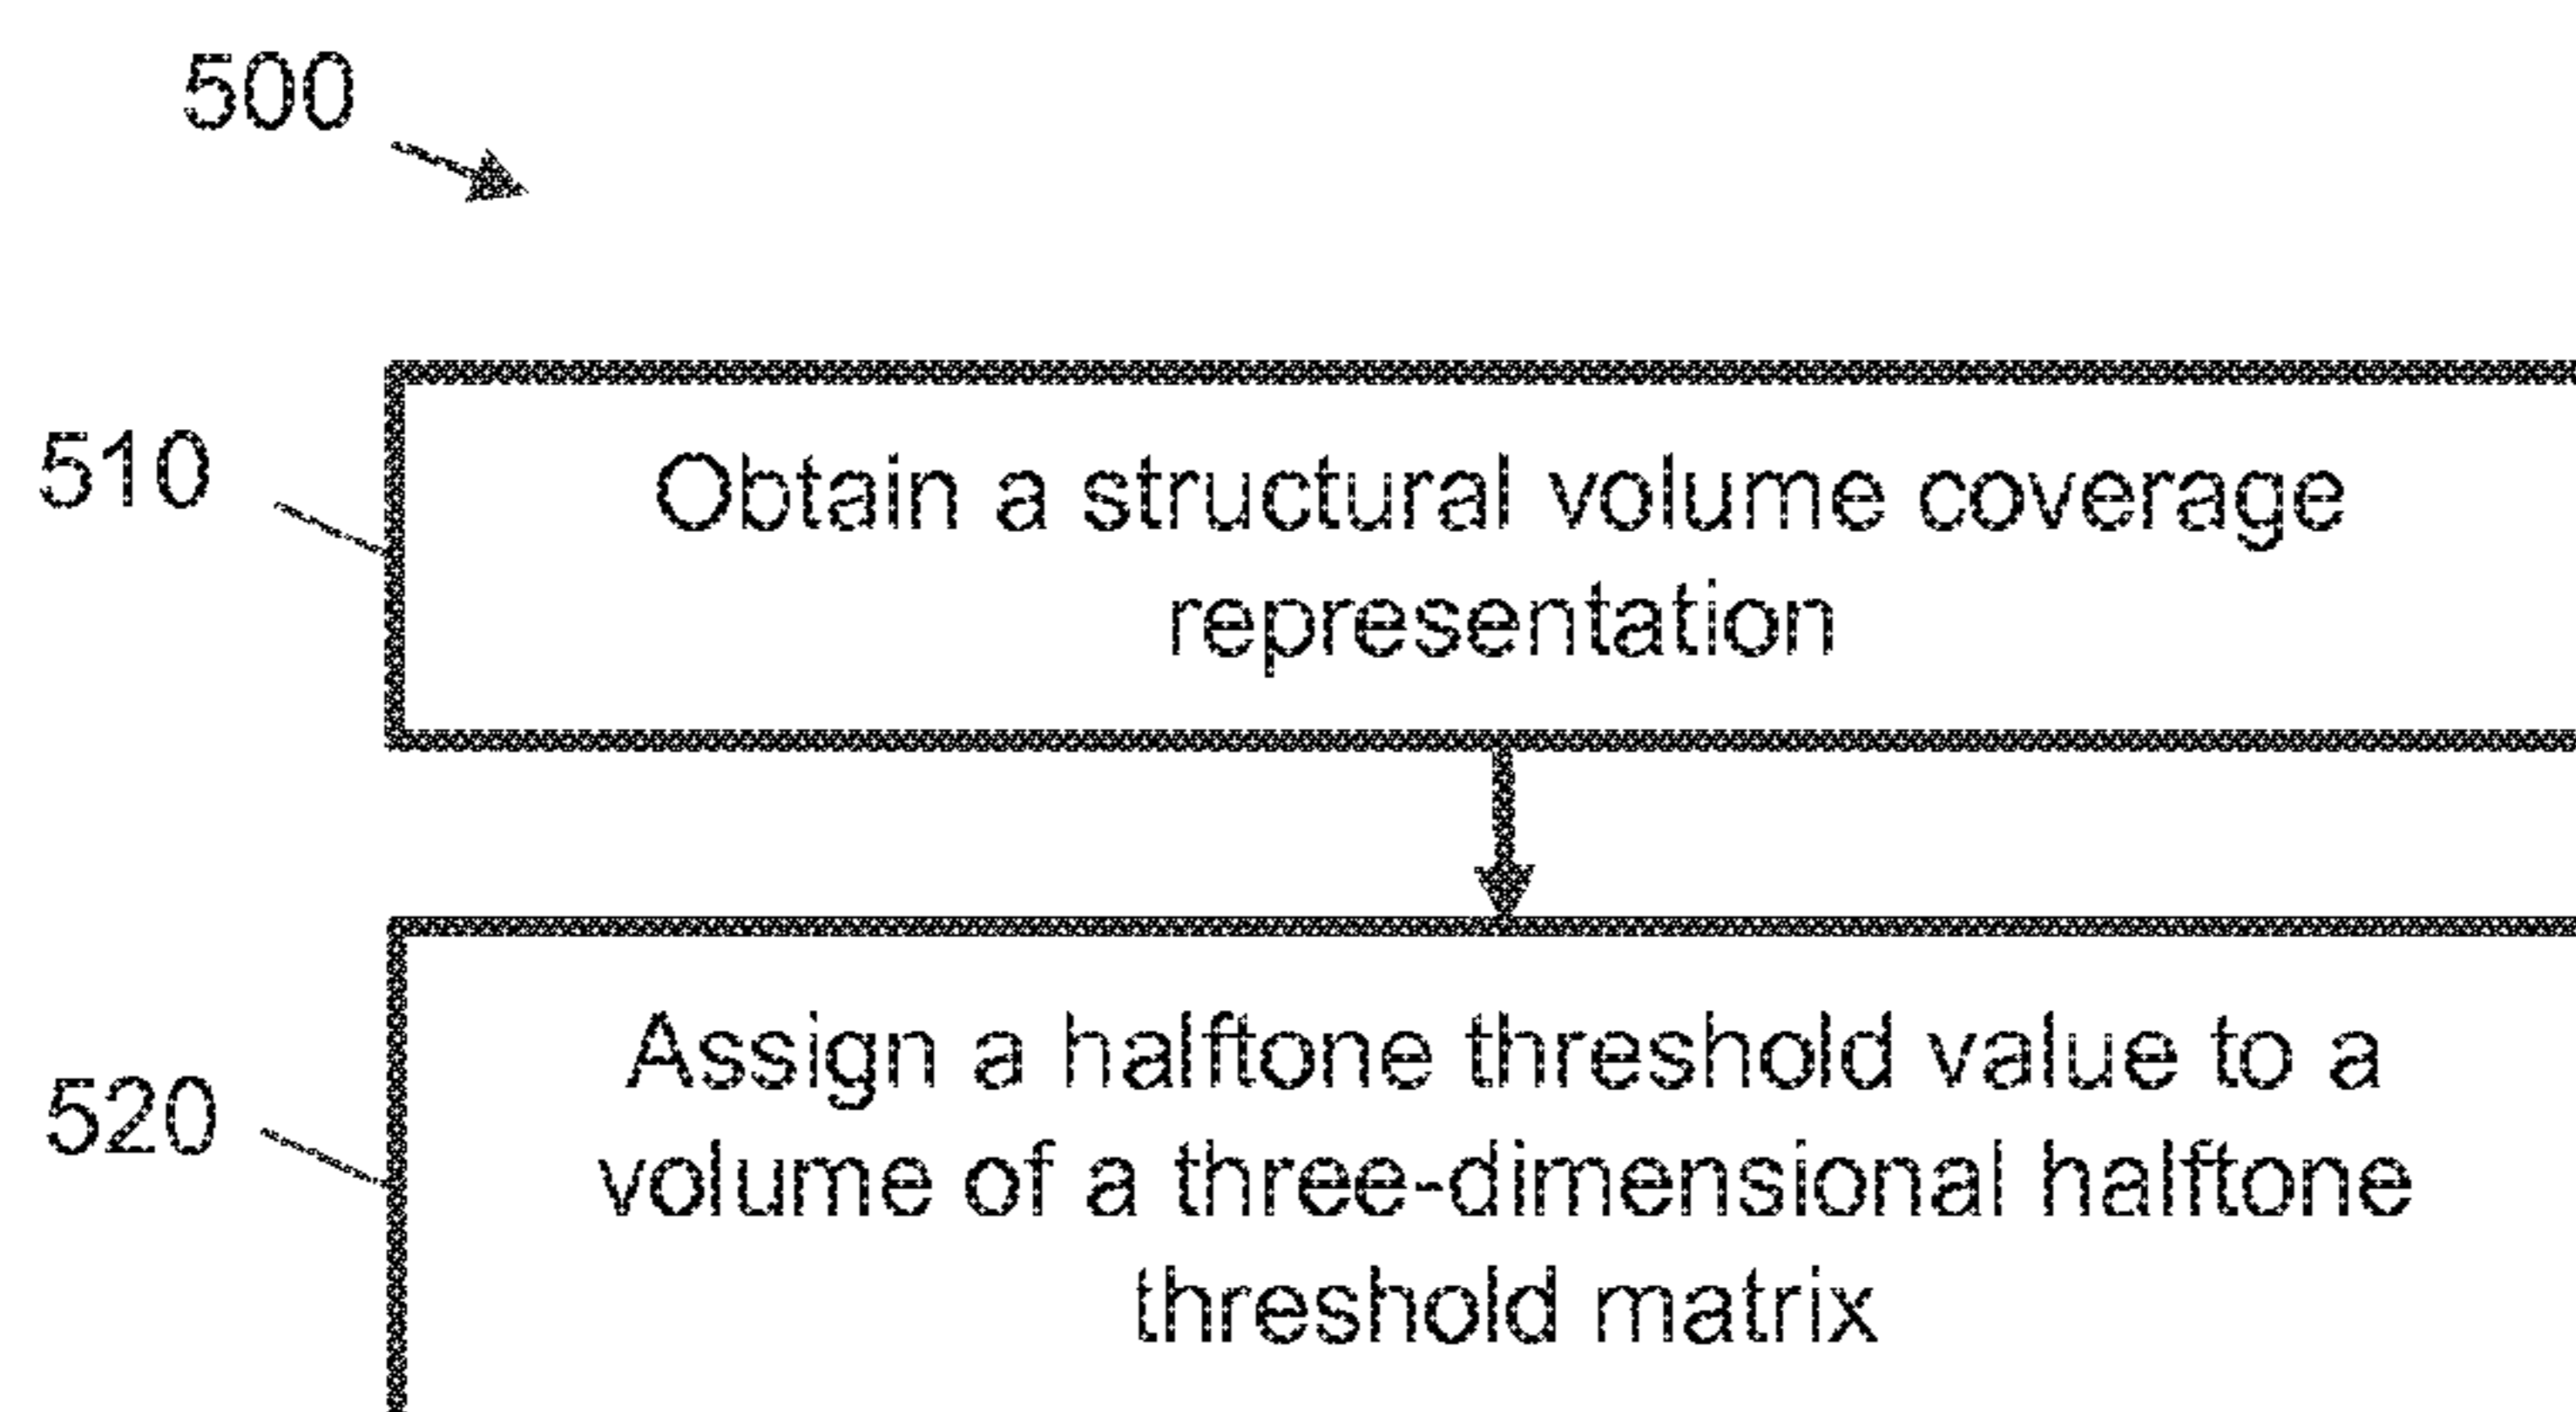 500
510
Obtain a structural volume coverage
representation
520
Assign a halftone threshold value to a
volume of a three-dimensional halftone
threshold matrix